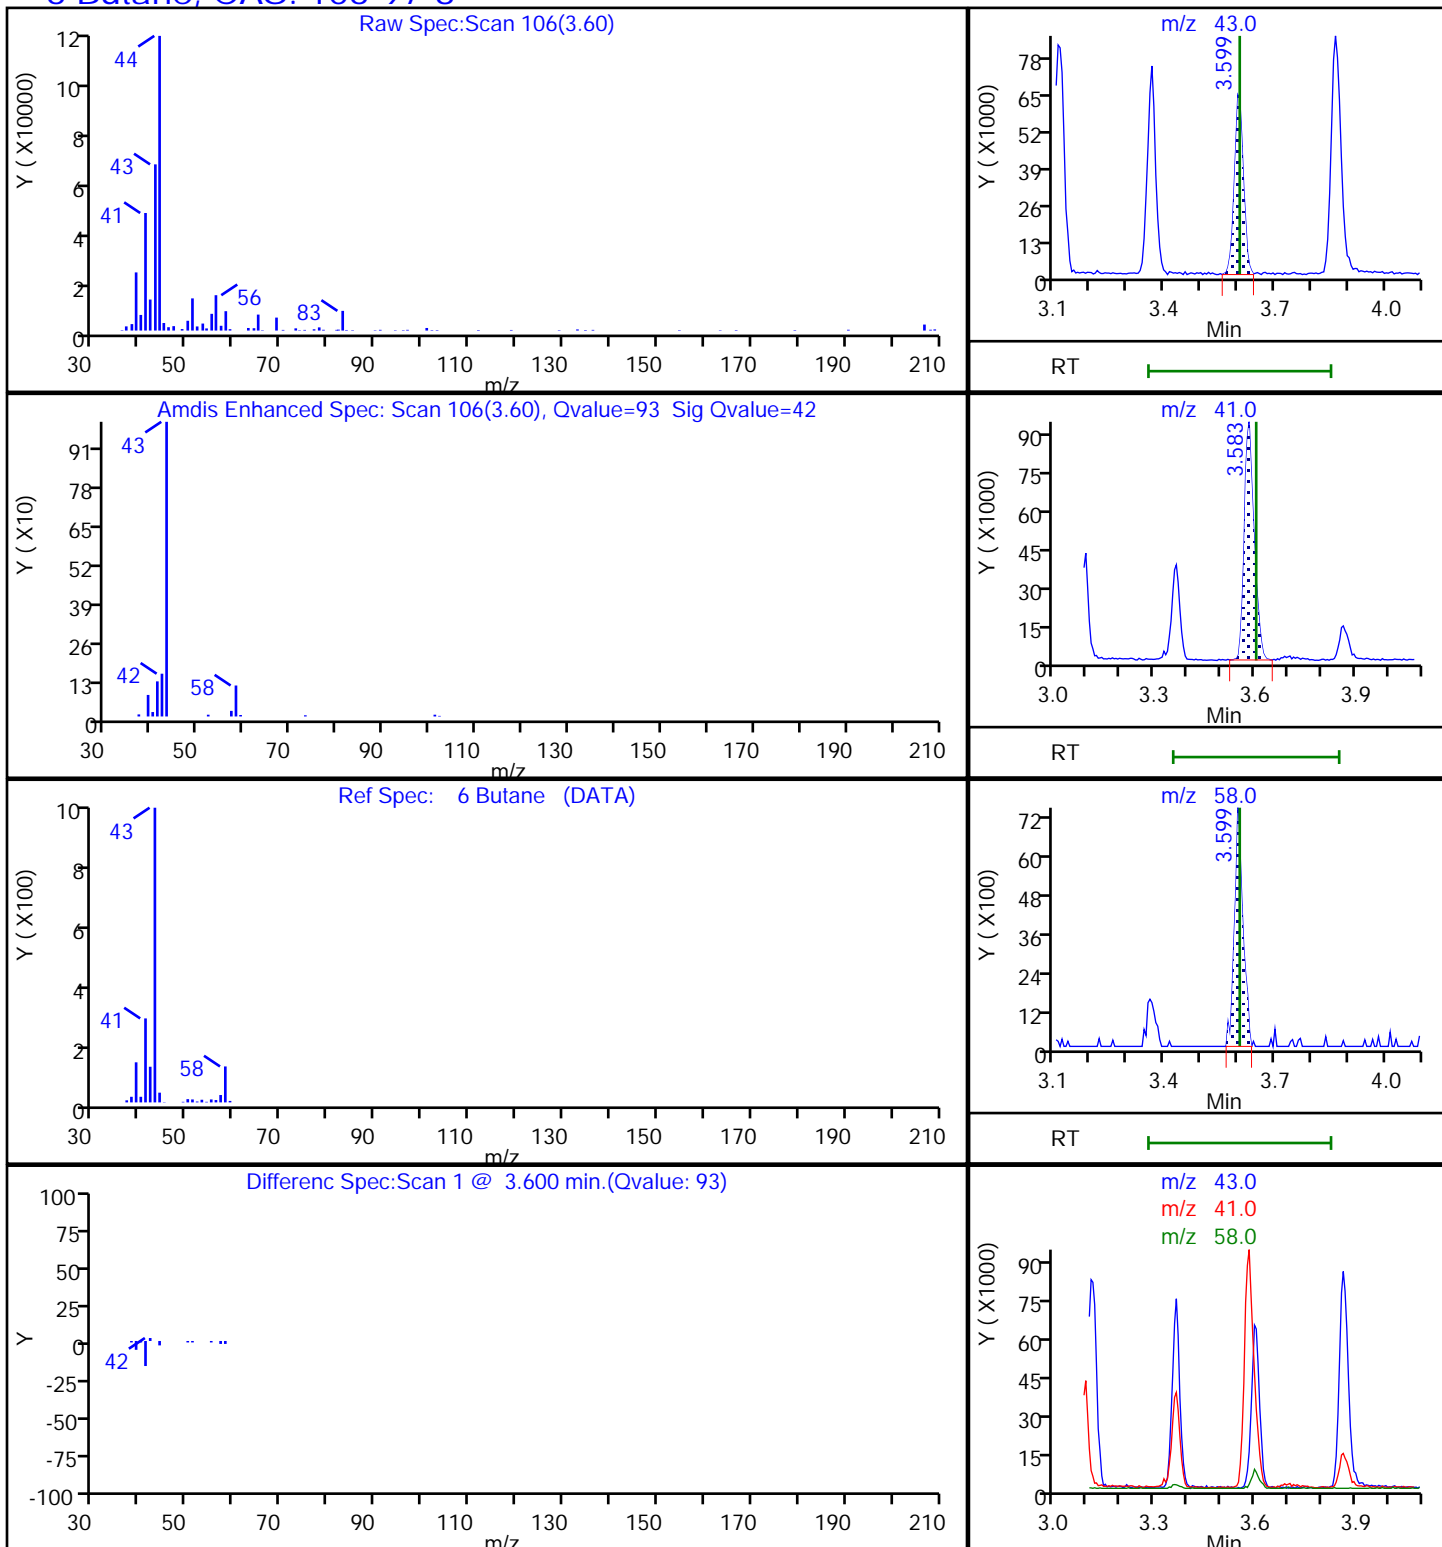 Raw Spec:Scan 106(3.60)
12
10
8
6
4
2
0
Y ( X10000)
44
43
41
56
83
30 50 70 90 110 130 150 170 190 210
m/z
m/z 43.0
78
65
52
39
26
13
0
Y ( X1000)
3.599
3.1 3.4 3.7 4.0
Min
RT
Amdis Enhanced Spec: Scan 106(3.60), Qvalue=93 Sig Qvalue=42
91
78
65
52
39
26
13
0
Y ( X10)
43
42
58
30 50 70 90 110 130 150 170 190 210
m/z
m/z 41.0
90
75
60
45
30
15
0
Y ( X1000)
3.583
3.0 3.3 3.6 3.9
Min
RT
Ref Spec: 6 Butane (DATA)
10
8
6
4
2
0
Y ( X100)
43
41
58
30 50 70 90 110 130 150 170 190 210
m/z
m/z 58.0
72
60
48
36
24
12
0
Y ( X100)
3.599
3.1 3.4 3.7 4.0
Min
RT
Differenc Spec:Scan 1 @ 3.600 min.(Qvalue: 93)
100
75
50
25
0
-25
-50
-75
-100
Y
42
30 50 70 90 110 130 150 170 190 210
m/z
m/z 43.0
m/z 41.0
m/z 58.0
90
75
60
45
30
15
0
Y ( X1000)
3.0 3.3 3.6 3.9
Min